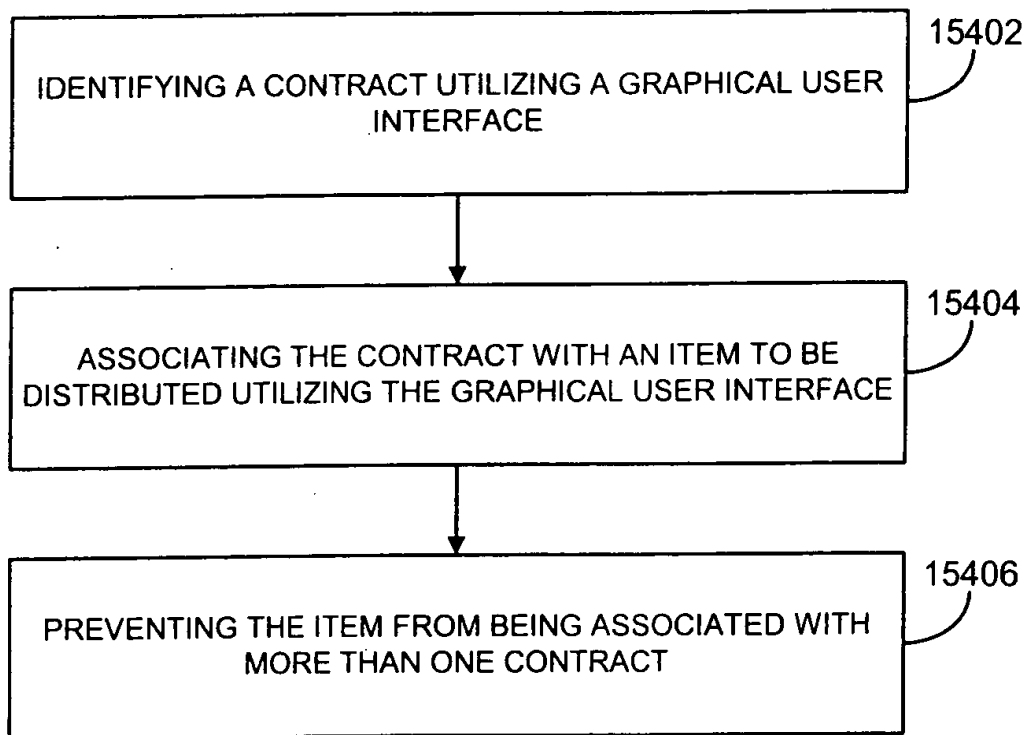 15402
IDENTIFYING A CONTRACT UTILIZING A GRAPHICAL USER
INTERFACE
15404
ASSOCIATING THE CONTRACT WITH AN ITEM TO BE
DISTRIBUTED UTILIZING THE GRAPHICAL USER INTERFACE
15406
PREVENTING THE ITEM FROM BEING ASSOCIATED WITH
MORE THAN ONE CONTRACT